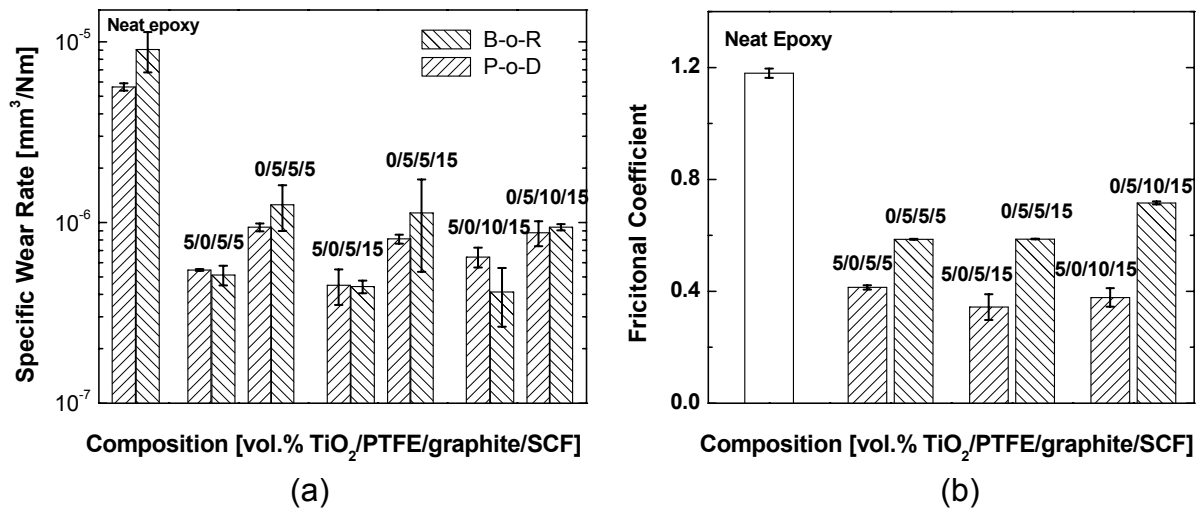 Neat epoxy
B-o-R
P-o-D
10⁻⁵
10⁻⁶
10⁻⁷
Specific Wear Rate [mm³/Nm]
5/0/5/5
0/5/5/5
5/0/5/15
0/5/5/15
5/0/10/15
0/5/10/15
Composition [vol.% TiO₂/PTFE/graphite/SCF]
(a)
Neat Epoxy
1.2
0.8
0.4
0.0
Fricitonal Coefficient
5/0/5/5
0/5/5/5
5/0/5/15
0/5/5/15
5/0/10/15
0/5/10/15
Composition [vol.% TiO₂/PTFE/graphite/SCF]
(b)